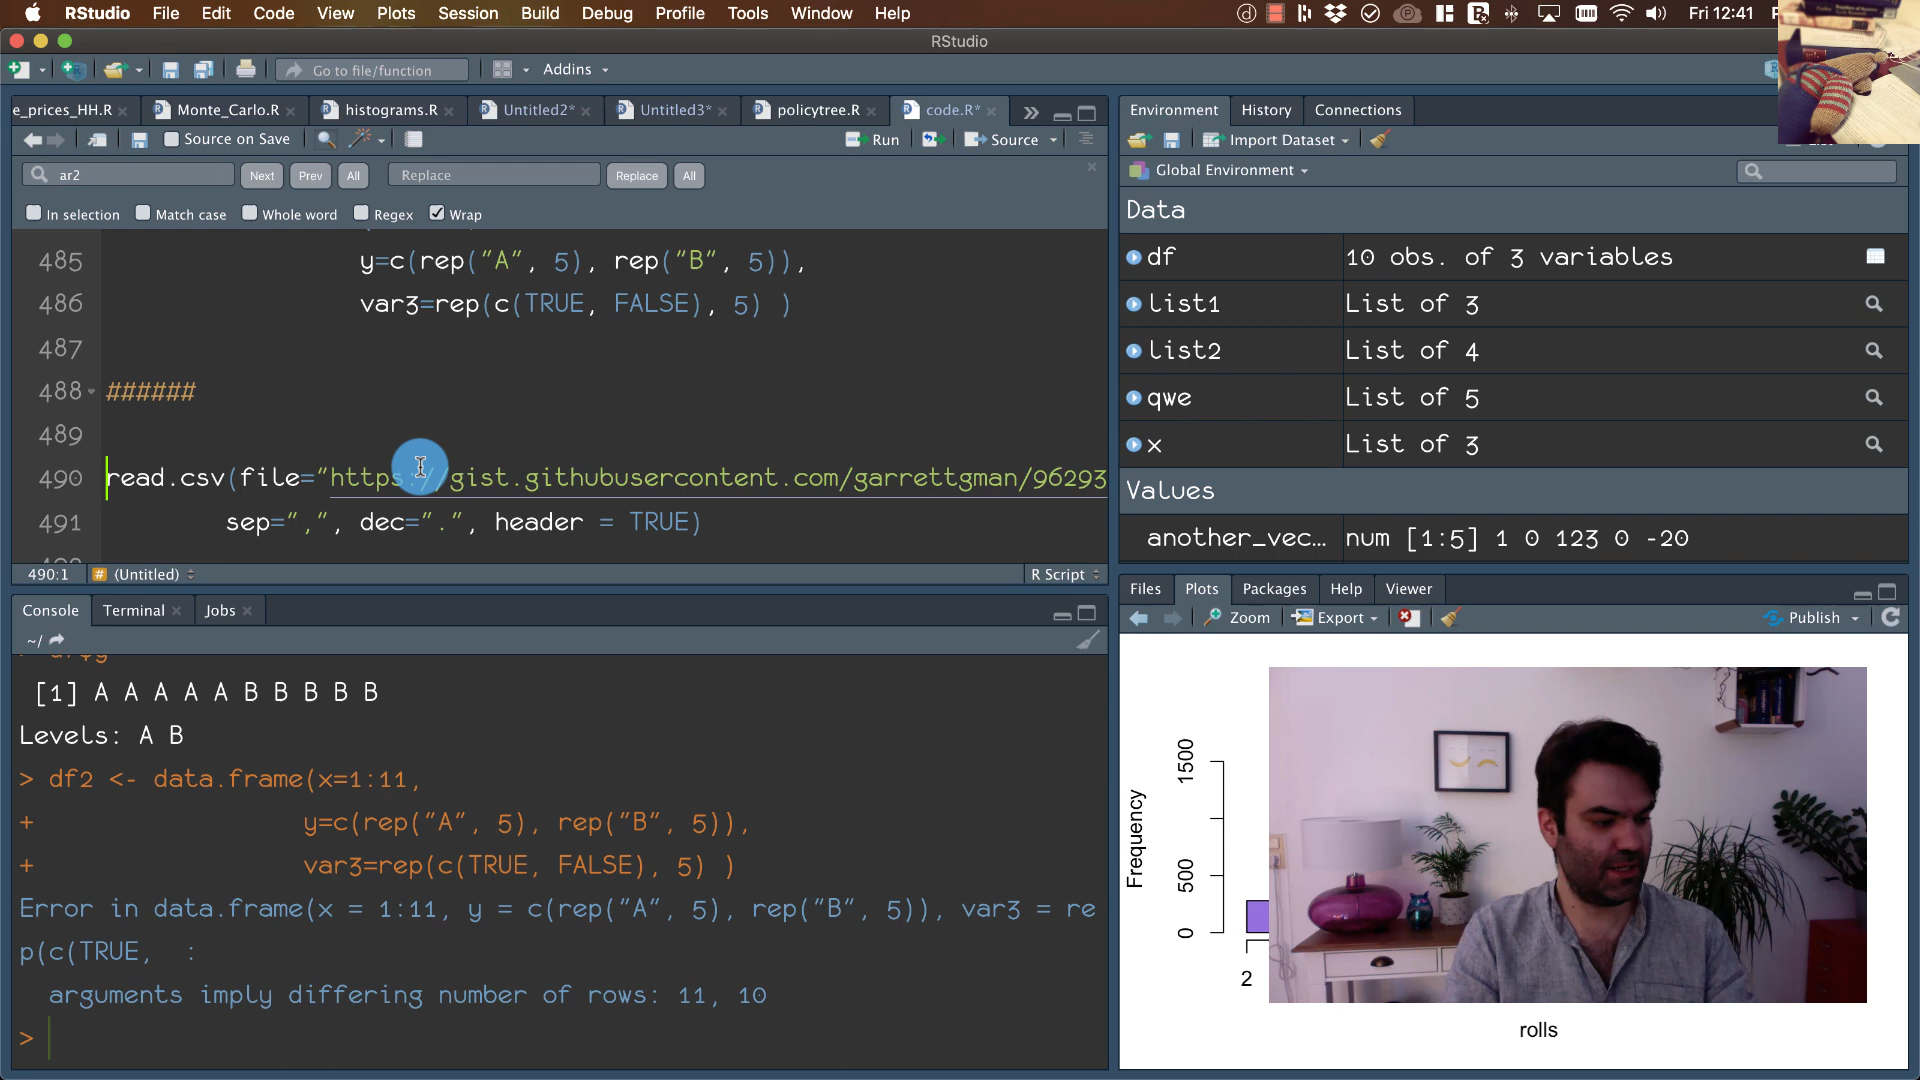 RStudio File Edit Code View Plots Session Build Debug Profile Tools Window Help Fri 12:41
RStudio
Go to file/function Addins
e_prices_HH.R Monte_Carlo.R histograms.R Untitled2* Untitled3* policytree.R code.R*
Source on Save Run Source
ar2 Next Prev All Replace Replace All
In selection Match case Whole word Regex Wrap
485 y=c(rep("A", 5), rep("B", 5)),
486 var3=rep(c(TRUE, FALSE), 5) )
487
488 ######
489
490 read.csv(file="https://gist.githubusercontent.com/garrettgman/96293
491 sep=",", dec=".", header = TRUE)
490:1 (Untitled) R Script
Console Terminal Jobs
~/
[1] A A A A A B B B B B
Levels: A B
> df2 <- data.frame(x=1:11,
+ y=c(rep("A", 5), rep("B", 5)),
+ var3=rep(c(TRUE, FALSE), 5) )
Error in data.frame(x = 1:11, y = c(rep("A", 5), rep("B", 5)), var3 = re
p(c(TRUE, :
arguments imply differing number of rows: 11, 10
>
Environment History Connections
Import Dataset
Global Environment
Data
df 10 obs. of 3 variables
list1 List of 3
list2 List of 4
qwe List of 5
x List of 3
Values
another_vec... num [1:5] 1 0 123 0 -20
Files Plots Packages Help Viewer
Zoom Export Publish
Frequency
1500
500
0
2
rolls